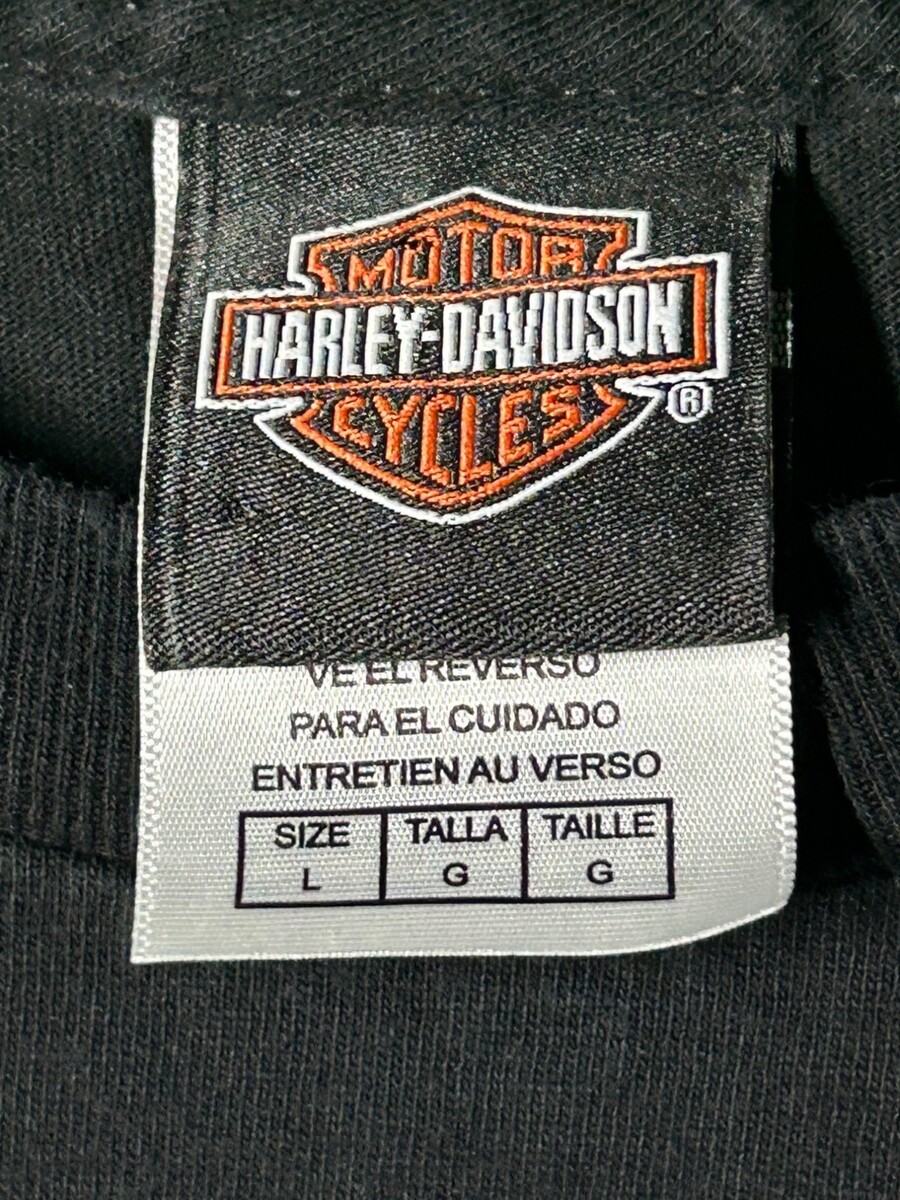 MOTOR
HARLEY-DAVIDSON
CYCLES
®
VE EL REVERSO
PARA EL CUIDADO
ENTRETIEN AU VERSO
SIZE TALLA TAILLE
L G G